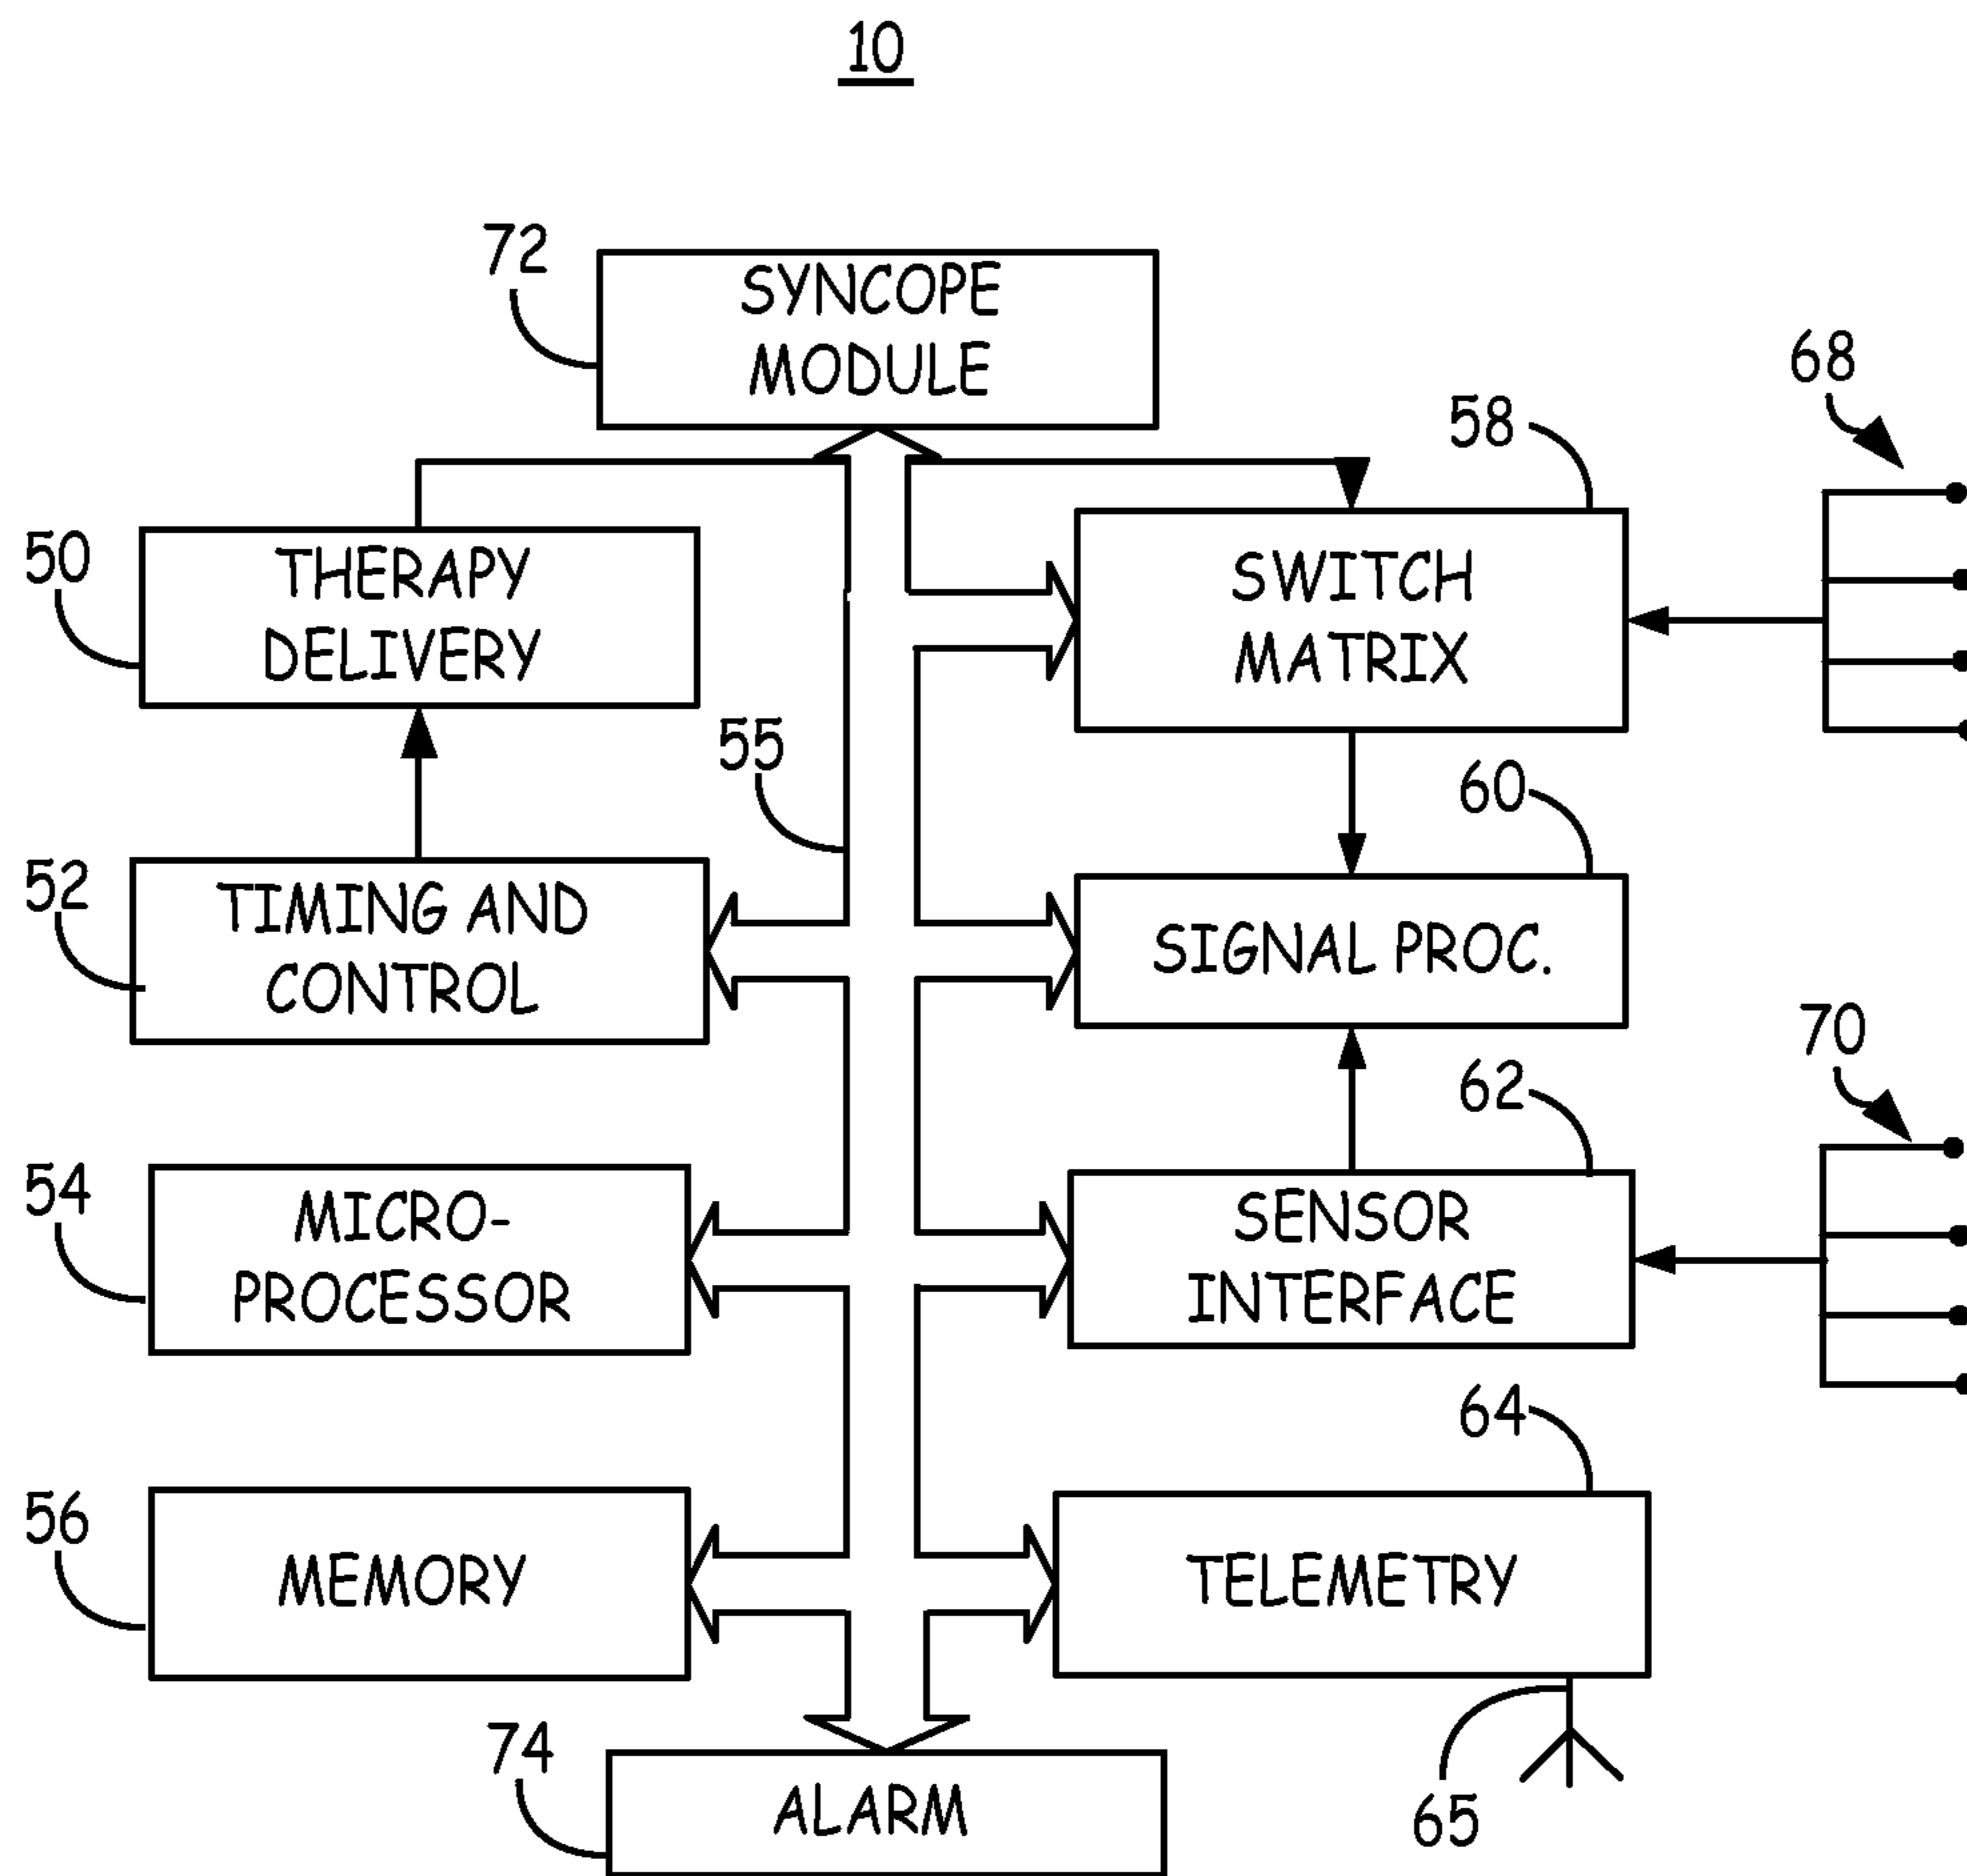 10
72
SYNCOPE
MODULE
68
58
50
THERAPY
DELIVERY
SWITCH
MATRIX
55
60
52
TIMING AND
CONTROL
SIGNAL PROC.
70
62
54
MICRO-
PROCESSOR
SENSOR
INTERFACE
64
56
MEMORY
TELEMETRY
74
ALARM
65